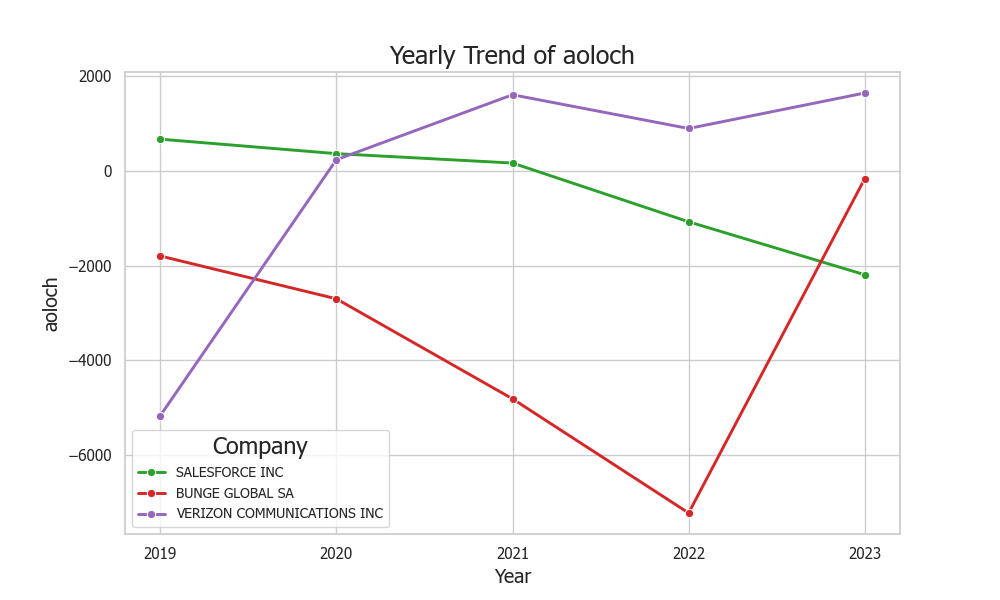 Yearly Trend of aoloch
2000
0
−2000
−4000
−6000
aoloch
Company
SALESFORCE INC
BUNGE GLOBAL SA
VERIZON COMMUNICATIONS INC
2019 2020 2021 2022 2023
Year